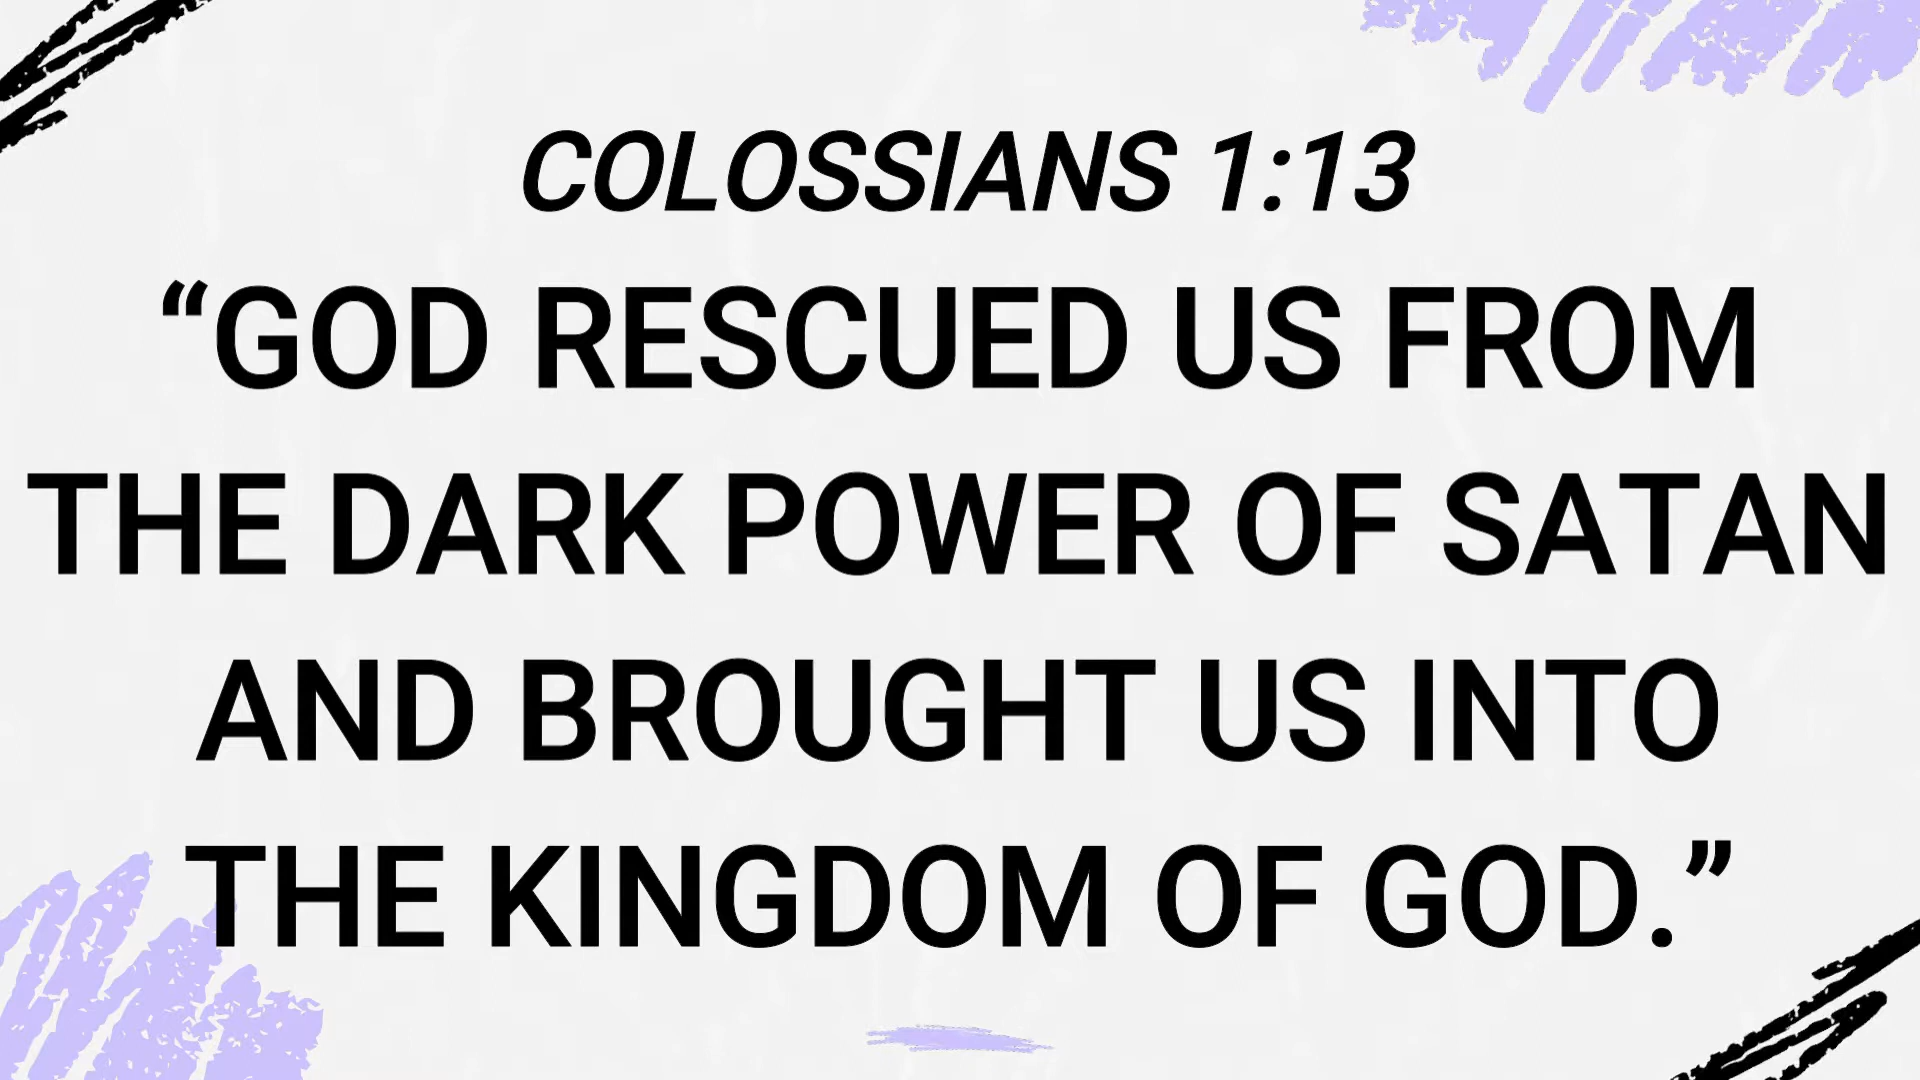 COLOSSIANS 1:13
“GOD RESCUED US FROM
THE DARK POWER OF SATAN
AND BROUGHT US INTO
THE KINGDOM OF GOD.”